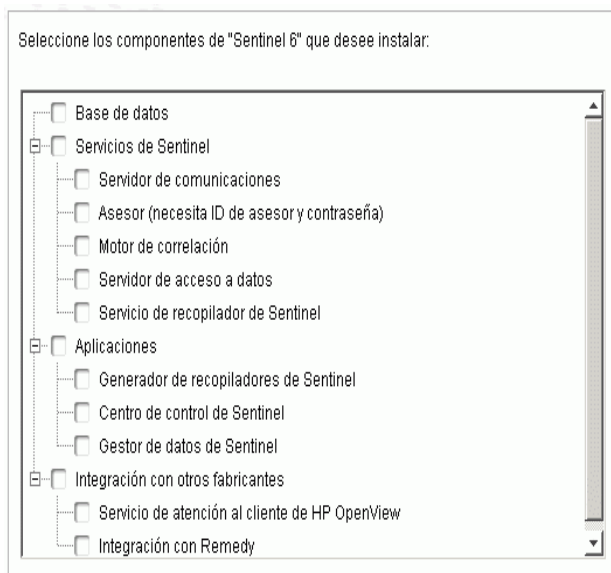 Seleccione los componentes de "Sentinel 6" que desee instalar:
Base de datos
Servicios de Sentinel
Servidor de comunicaciones
Asesor (necesita ID de asesor y contraseña)
Motor de correlación
Servidor de acceso a datos
Servicio de recopilador de Sentinel
Aplicaciones
Generador de recopiladores de Sentinel
Centro de control de Sentinel
Gestor de datos de Sentinel
Integración con otros fabricantes
Servicio de atención al cliente de HP OpenView
Integración con Remedy